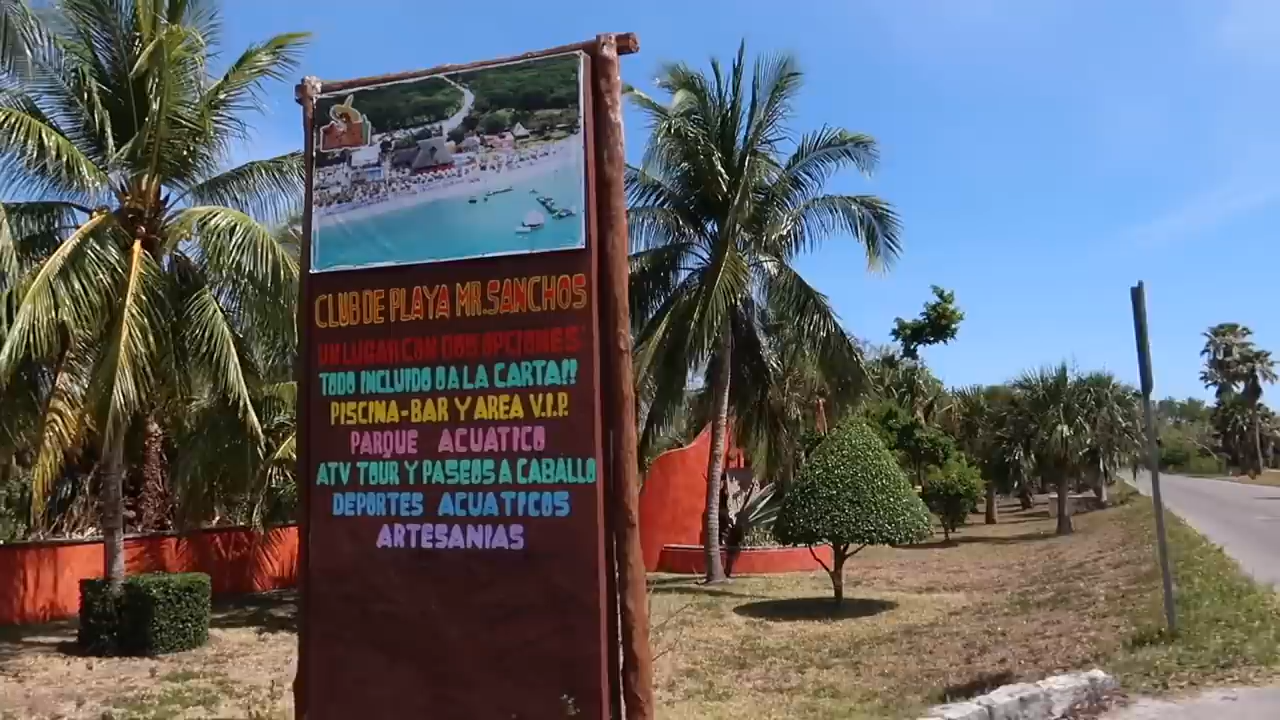 CLUB DE PLAYA MR. SANCHOS
UN LUGAR CON DOS OPCIONES
TODO INCLUIDO O A LA CARTA!!
PISCINA-BAR Y AREA V.I.P.
PARQUE ACUATICO
ATV TOUR Y PASEOS A CABALLO
DEPORTES ACUATICOS
ARTESANIAS